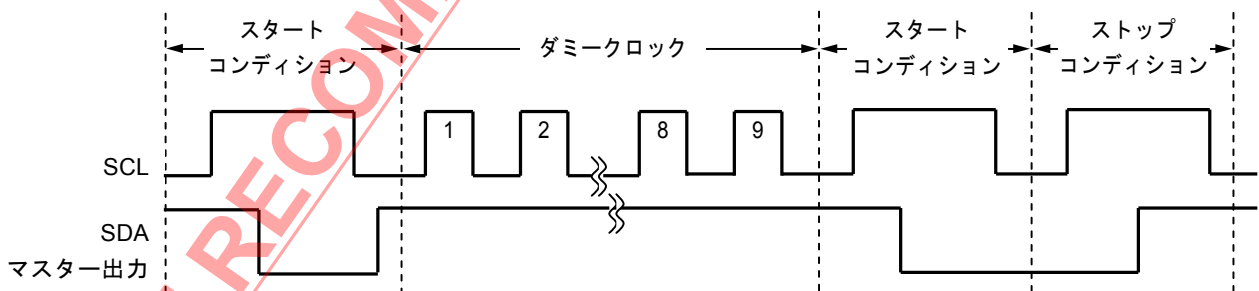 スタート
コンディション
ダミークロック
スタート
コンディション
ストップ
コンディション
SCL
1
2
8
9
SDA
マスター出力
RECOM